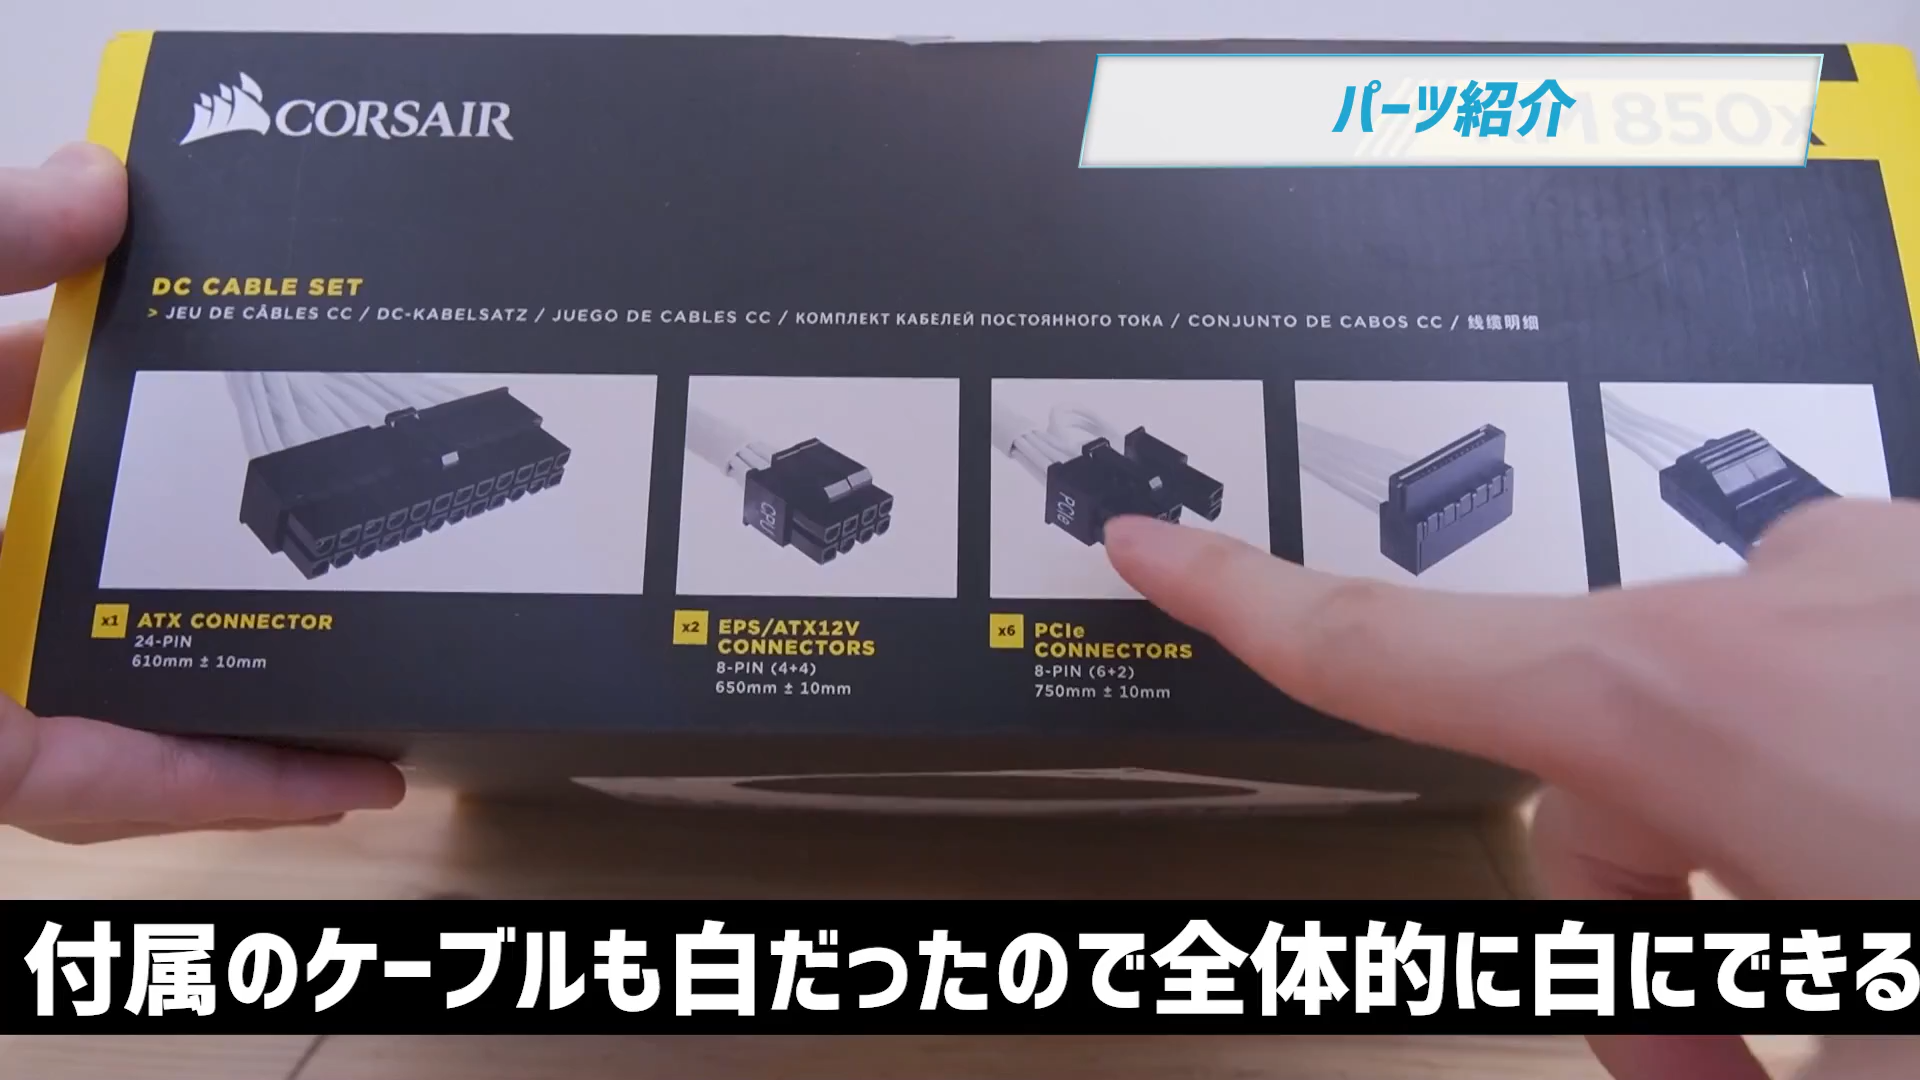 CORSAIR
パーツ紹介
850x
DC CABLE SET
> JEU DE CÂBLES CC / DC-KABELSATZ / JUEGO DE CABLES CC / КОМПЛЕКТ КАБЕЛЕЙ ПОСТОЯННОГО ТОКА / CONJUNTO DE CABOS CC / 线缆明细
CPU
PCIe
x1 ATX CONNECTOR
24-PIN
610mm ± 10mm
x2 EPS/ATX12V
CONNECTORS
8-PIN (4+4)
650mm ± 10mm
x6 PCIe
CONNECTORS
8-PIN (6+2)
750mm ± 10mm
付属のケーブルも白だったので全体的に白にできる